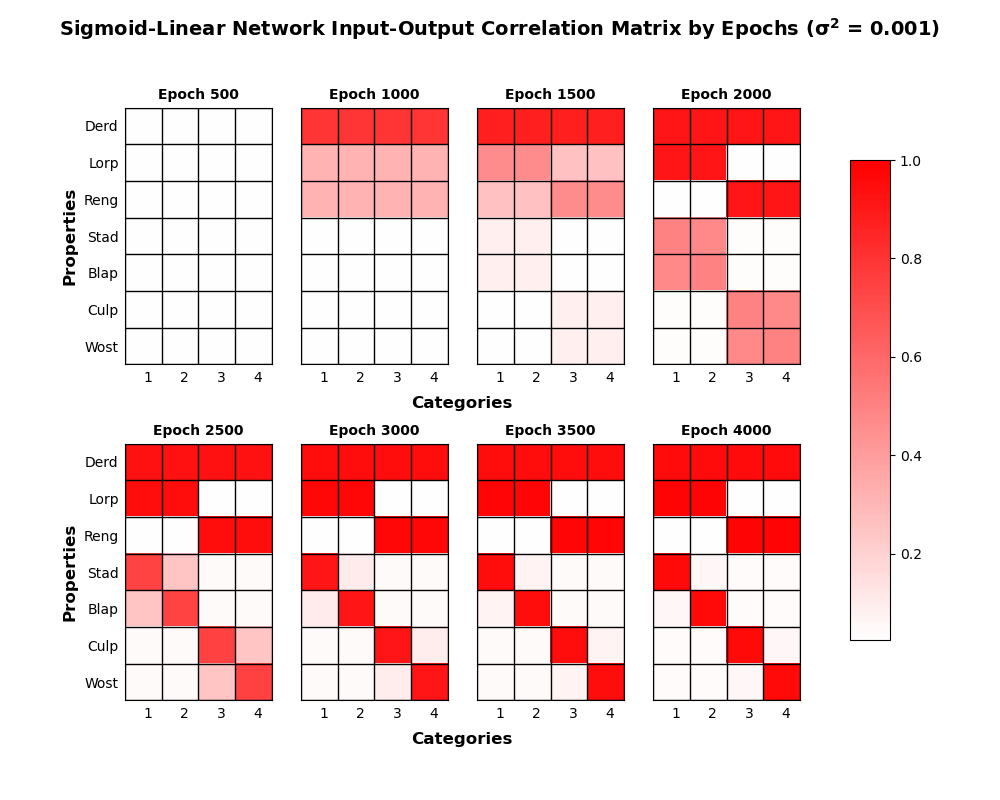 Sigmoid-Linear Network Input-Output Correlation Matrix by Epochs (σ² = 0.001)
Epoch 500 Epoch 1000 Epoch 1500 Epoch 2000
Properties
Derd
Lorp
Reng
Stad
Blap
Culp
Wost
1 2 3 4 1 2 3 4 1 2 3 4 1 2 3 4
Categories
Epoch 2500 Epoch 3000 Epoch 3500 Epoch 4000
Properties
Derd
Lorp
Reng
Stad
Blap
Culp
Wost
1 2 3 4 1 2 3 4 1 2 3 4 1 2 3 4
Categories
1.0
0.8
0.6
0.4
0.2